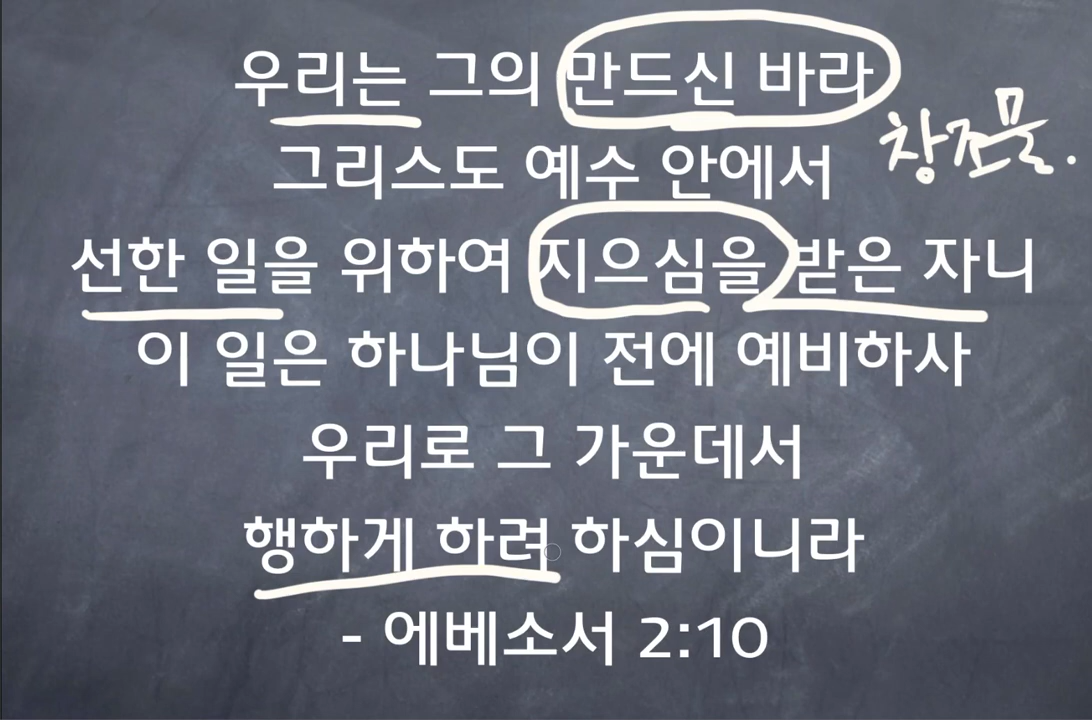 우리는 그의 만드신 바라
창조물.
그리스도 예수 안에서
선한 일을 위하여 지으심을 받은 자니
이 일은 하나님이 전에 예비하사
우리로 그 가운데서
행하게 하려 하심이니라
- 에베소서 2:10